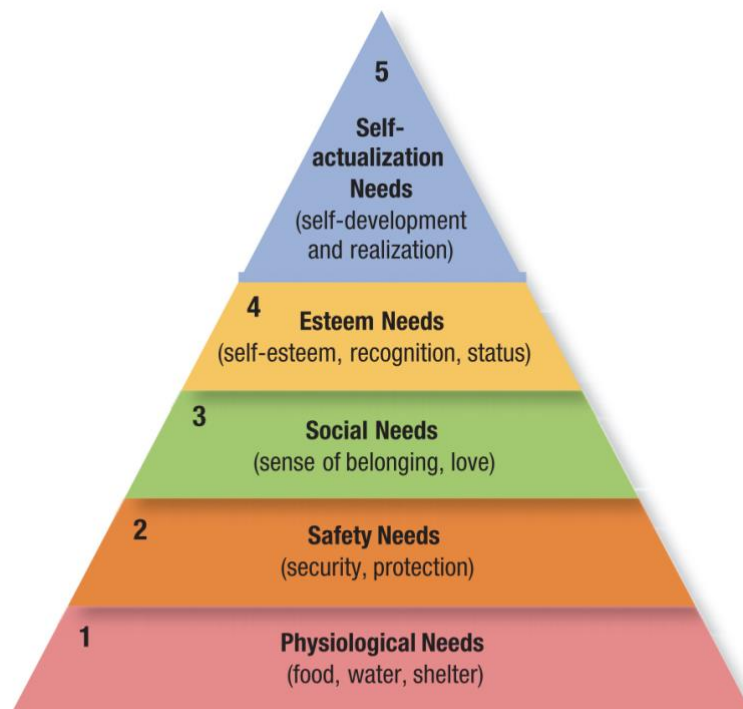 5
Self-
actualization
Needs
(self-development
and realization)
4
Esteem Needs
(self-esteem, recognition, status)
3
Social Needs
(sense of belonging, love)
2
Safety Needs
(security, protection)
1
Physiological Needs
(food, water, shelter)